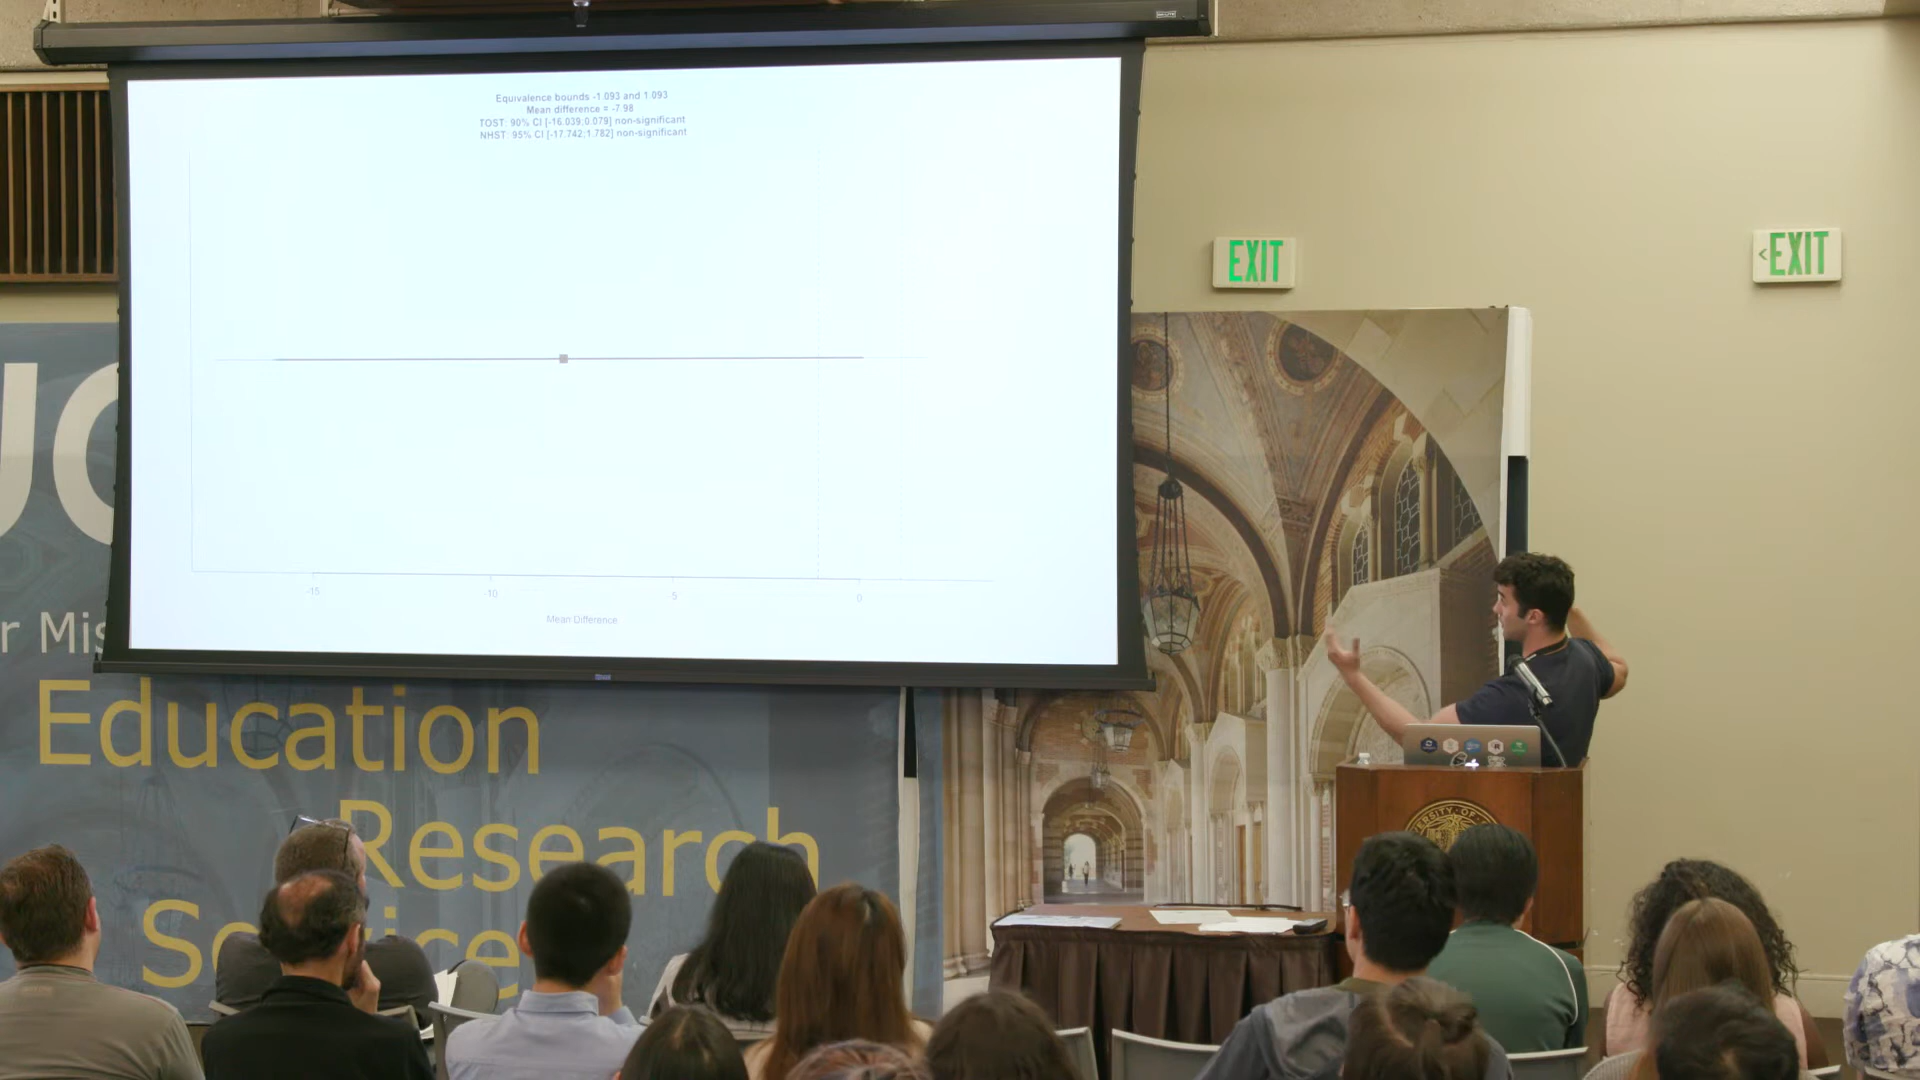 Equivalence bounds -1.093 and 1.093
Mean difference = -7.98
TOST: 90% CI [-16.039;0.079] non-significant
NHST: 95% CI [-17.742;1.782] non-significant
-15 -10 -5 0
Mean Difference
EXIT
<EXIT
r Mis
Education
Research